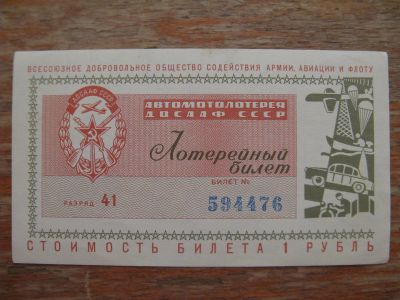 ВСЕСОЮЗНОЕ ДОБРОВОЛЬНОЕ ОБЩЕСТВО СОДЕЙСТВИЯ АРМИИ, АВИАЦИИ И ФЛОТУ
ДОСААФ СССР
АВТОМОТОЛОТЕРЕЯ
ДОСААФ СССР
Лотерейный
билет
БИЛЕТ №
РАЗРЯД 41
594476
СТОИМОСТЬ БИЛЕТА 1 РУБЛЬ